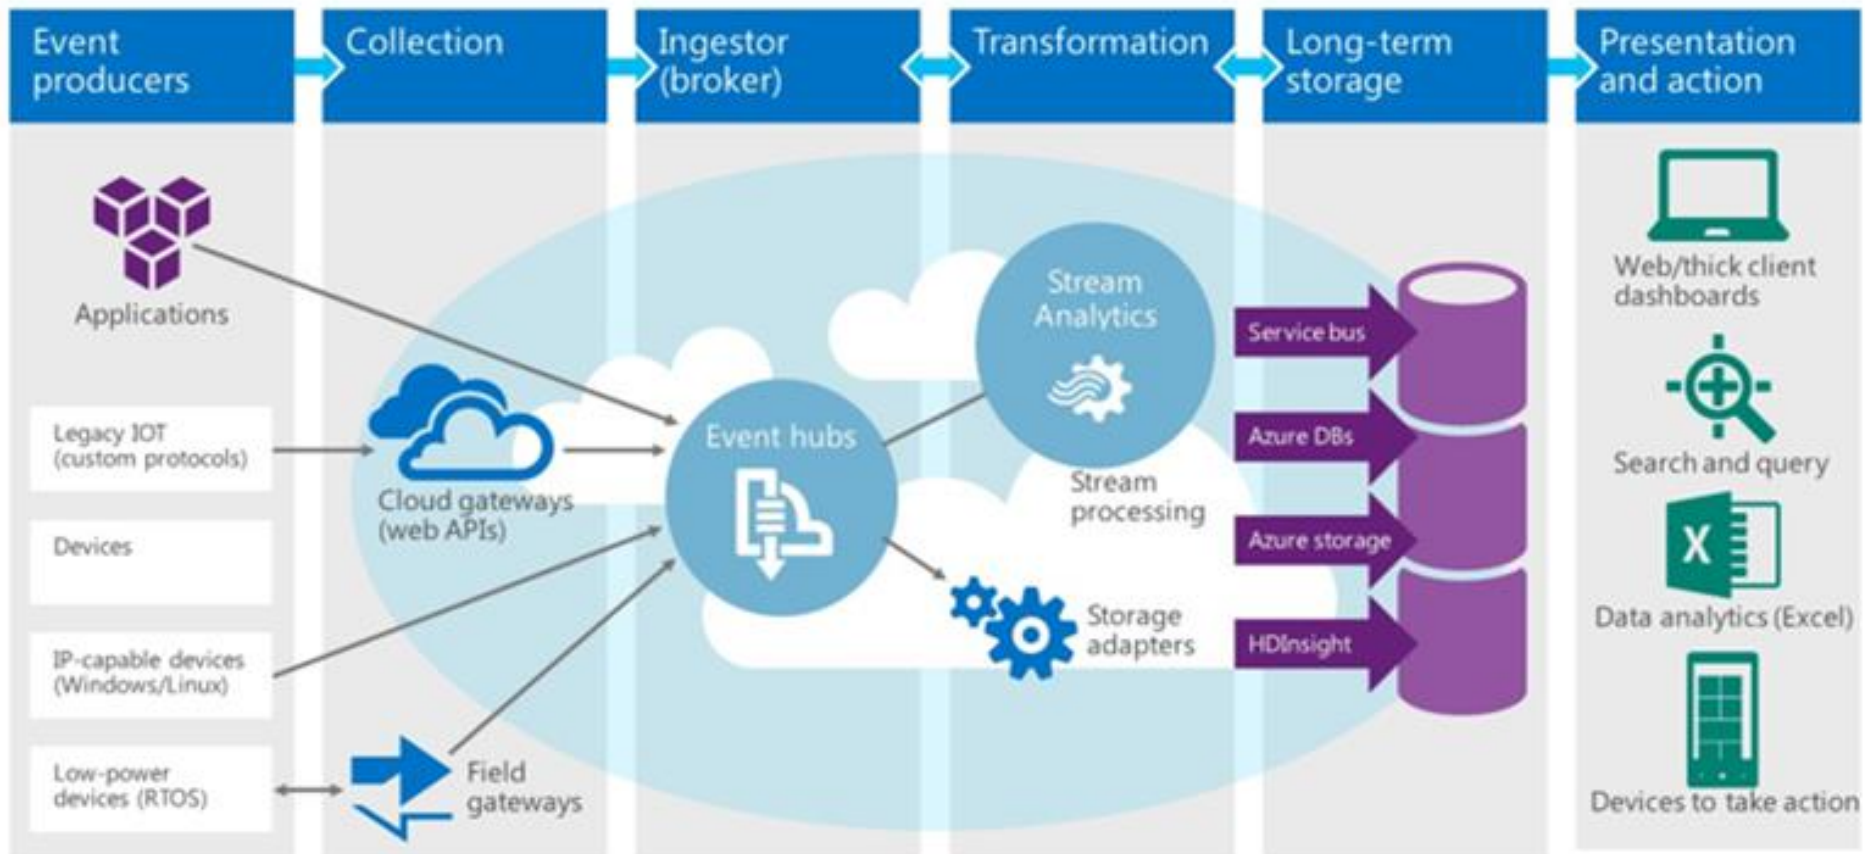 Event
producers
Collection
Ingestor
(broker)
Transformation
Long-term
storage
Presentation
and action
Applications
Legacy IOT
(custom protocols)
Devices
IP-capable devices
(Windows/Linux)
Low-power
devices (RTOS)
Cloud gateways
(web APIs)
Field
gateways
Event hubs
Stream
Analytics
Stream
processing
Storage
adapters
Service bus
Azure DBs
Azure storage
HDInsight
Web/thick client
dashboards
Search and query
X
Data analytics (Excel)
Devices to take action